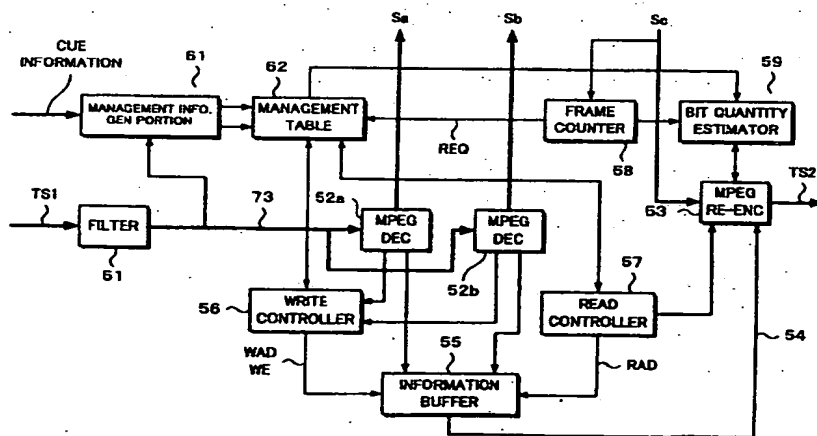 Sa
Sb
Sc
CUE
INFORMATION
61
62
59
MANAGEMENT INFO.
GEN PORTION
MANAGEMENT
TABLE
FRAME
COUNTER
BIT QUANTITY
ESTIMATOR
REQ
58
TS1
73
52a
TS2
FILTER
MPEG
DEC
MPEG
DEC
53
MPEG
RE-ENC
51
52b
57
56
WRITE
CONTROLLER
READ
CONTROLLER
WAD
WE
55
RAD
54
INFORMATION
BUFFER